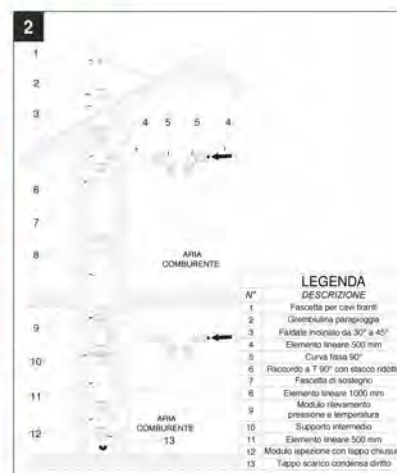 2
1
2
3
4 5 5 4
6
7
8
ARIA
COMBURENTE
9
10
11
12
ARIA
COMBURENTE
13
LEGENDA
N° DESCRIZIONE
1 Fascetta per cavi tiranti
2 Grembiulina parapioggia
3 Faldale inclinato da 30° a 45°
4 Elemento lineare 500 mm
5 Curva fissa 90°
6 Raccordo a T 90° con stacco ridotto
7 Fascetta di sostegno
8 Elemento lineare 1000 mm
9 Modulo rilevamento
pressione e temperatura
10 Supporto intermedio
11 Elemento lineare 500 mm
12 Modulo ispezione con tappo chiusura
13 Tappo scarico condensa diritto